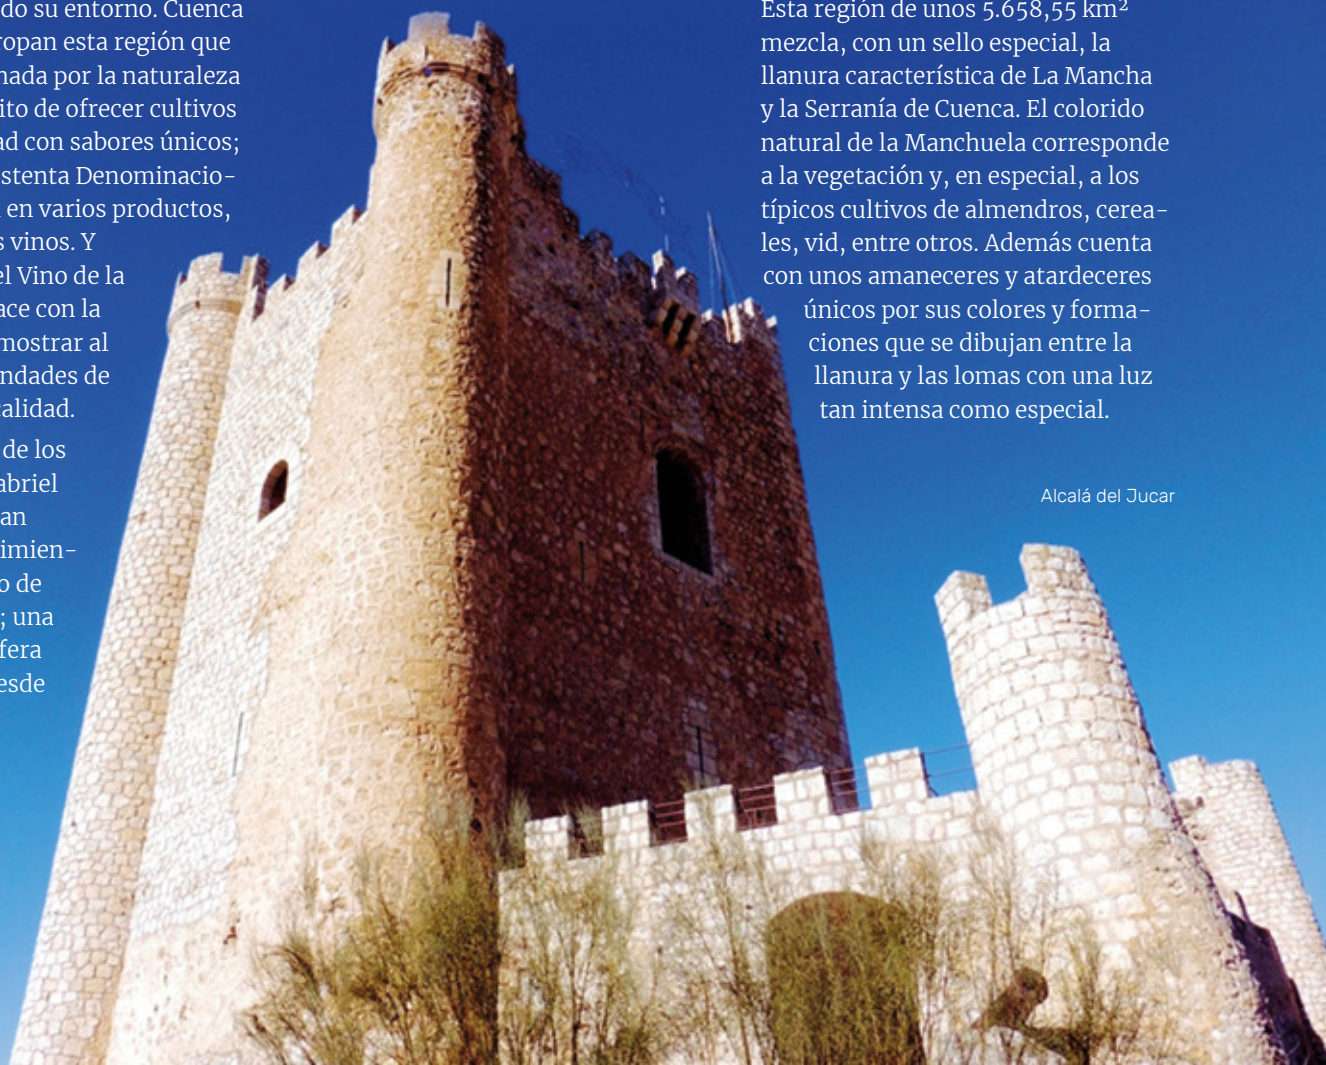 do su entorno. Cuenca
ropan esta región que
nada por la naturaleza
ito de ofrecer cultivos
ad con sabores únicos;
stenta Denominacio-
en varios productos,
s vinos. Y
el Vino de la
ace con la
mostrar al
ndades de
alidad.
de los
abriel
an
imien-
o de
; una
fera
esde
Esta región de unos 5.658,55 km²
mezcla, con un sello especial, la
llanura característica de La Mancha
y la Serranía de Cuenca. El colorido
natural de la Manchuela corresponde
a la vegetación y, en especial, a los
típicos cultivos de almendros, cerea-
les, vid, entre otros. Además cuenta
con unos amaneceres y atardeceres
únicos por sus colores y forma-
ciones que se dibujan entre la
llanura y las lomas con una luz
tan intensa como especial.
Alcalá del Jucar